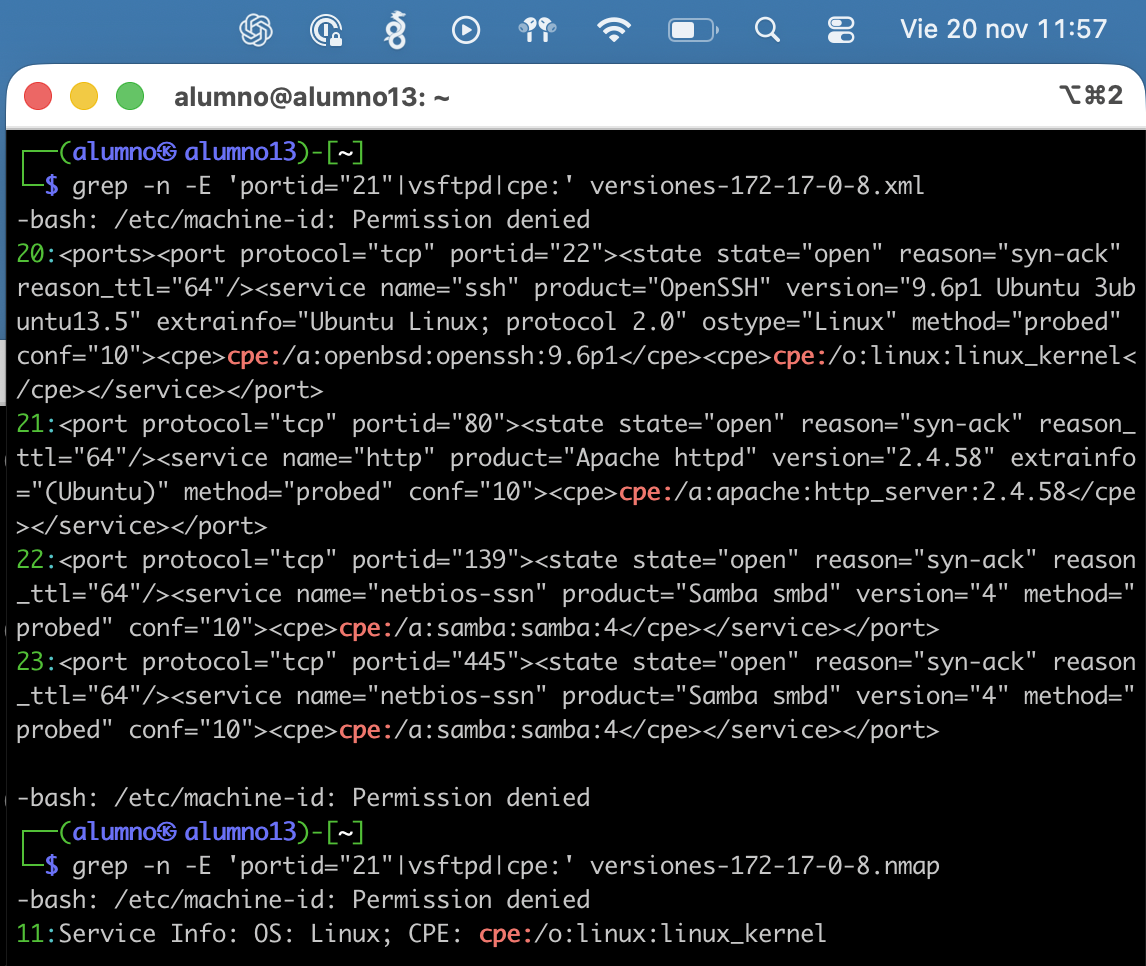 Vie 20 nov 11:57
alumno@alumno13: ~
⌥⌘2
┌──(alumno㉿ alumno13)-[~]
└─$ grep -n -E 'portid="21"|vsftpd|cpe:' versiones-172-17-0-8.xml
-bash: /etc/machine-id: Permission denied
20:<ports><port protocol="tcp" portid="22"><state state="open" reason="syn-ack"
reason_ttl="64"/><service name="ssh" product="OpenSSH" version="9.6p1 Ubuntu 3ub
untu13.5" extrainfo="Ubuntu Linux; protocol 2.0" ostype="Linux" method="probed"
conf="10"><cpe>cpe:/a:openbsd:openssh:9.6p1</cpe><cpe>cpe:/o:linux:linux_kernel<
/cpe></service></port>
21:<port protocol="tcp" portid="80"><state state="open" reason="syn-ack" reason_
ttl="64"/><service name="http" product="Apache httpd" version="2.4.58" extrainfo
="(Ubuntu)" method="probed" conf="10"><cpe>cpe:/a:apache:http_server:2.4.58</cpe
></service></port>
22:<port protocol="tcp" portid="139"><state state="open" reason="syn-ack" reason
_ttl="64"/><service name="netbios-ssn" product="Samba smbd" version="4" method="
probed" conf="10"><cpe>cpe:/a:samba:samba:4</cpe></service></port>
23:<port protocol="tcp" portid="445"><state state="open" reason="syn-ack" reason
_ttl="64"/><service name="netbios-ssn" product="Samba smbd" version="4" method="
probed" conf="10"><cpe>cpe:/a:samba:samba:4</cpe></service></port>
-bash: /etc/machine-id: Permission denied
┌──(alumno㉿ alumno13)-[~]
└─$ grep -n -E 'portid="21"|vsftpd|cpe:' versiones-172-17-0-8.nmap
-bash: /etc/machine-id: Permission denied
11:Service Info: OS: Linux; CPE: cpe:/o:linux:linux_kernel